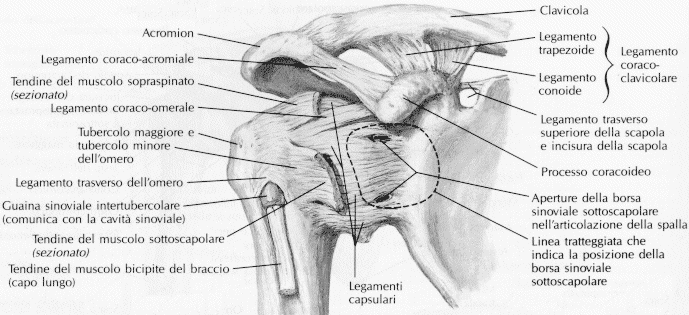 Acromion
Legamento coraco-acromiale
Tendine del muscolo sopraspinato
(sezionato)
Legamento coraco-omerale
Tubercolo maggiore e
tubercolo minore
dell'omero
Legamento trasverso dell'omero
Guaina sinoviale intertubercolare
(comunica con la cavità sinoviale)
Tendine del muscolo sottoscapolare
(sezionato)
Tendine del muscolo bicipite del braccio
(capo lungo)
Legamenti
capsulari
Clavicola
Legamento
trapezoide
Legamento
conoide
Legamento
coraco-
clavicolare
Legamento trasverso
superiore della scapola
e incisura della scapola
Processo coracoideo
Aperture della borsa
sinoviale sottoscapolare
nell'articolazione della spalla
Linea tratteggiata che
indica la posizione della
borsa sinoviale
sottoscapolare